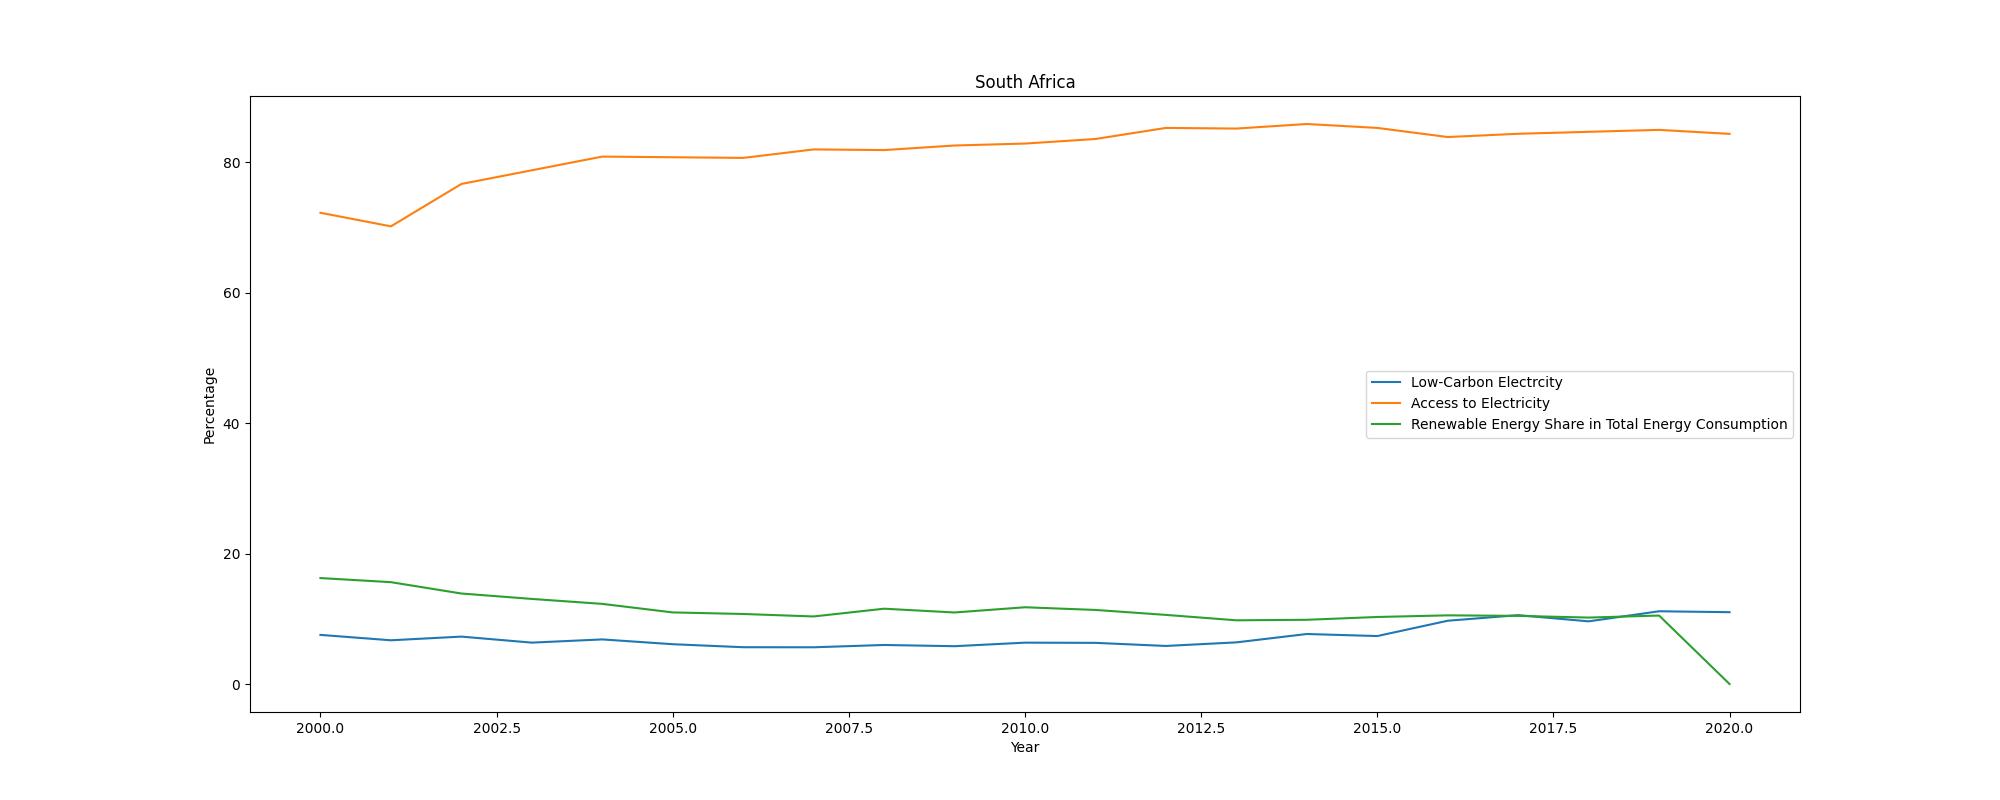 South Africa
80
60
40
20
0
Percentage
Low-Carbon Electrcity
Access to Electricity
Renewable Energy Share in Total Energy Consumption
2000.0 2002.5 2005.0 2007.5 2010.0 2012.5 2015.0 2017.5 2020.0
Year